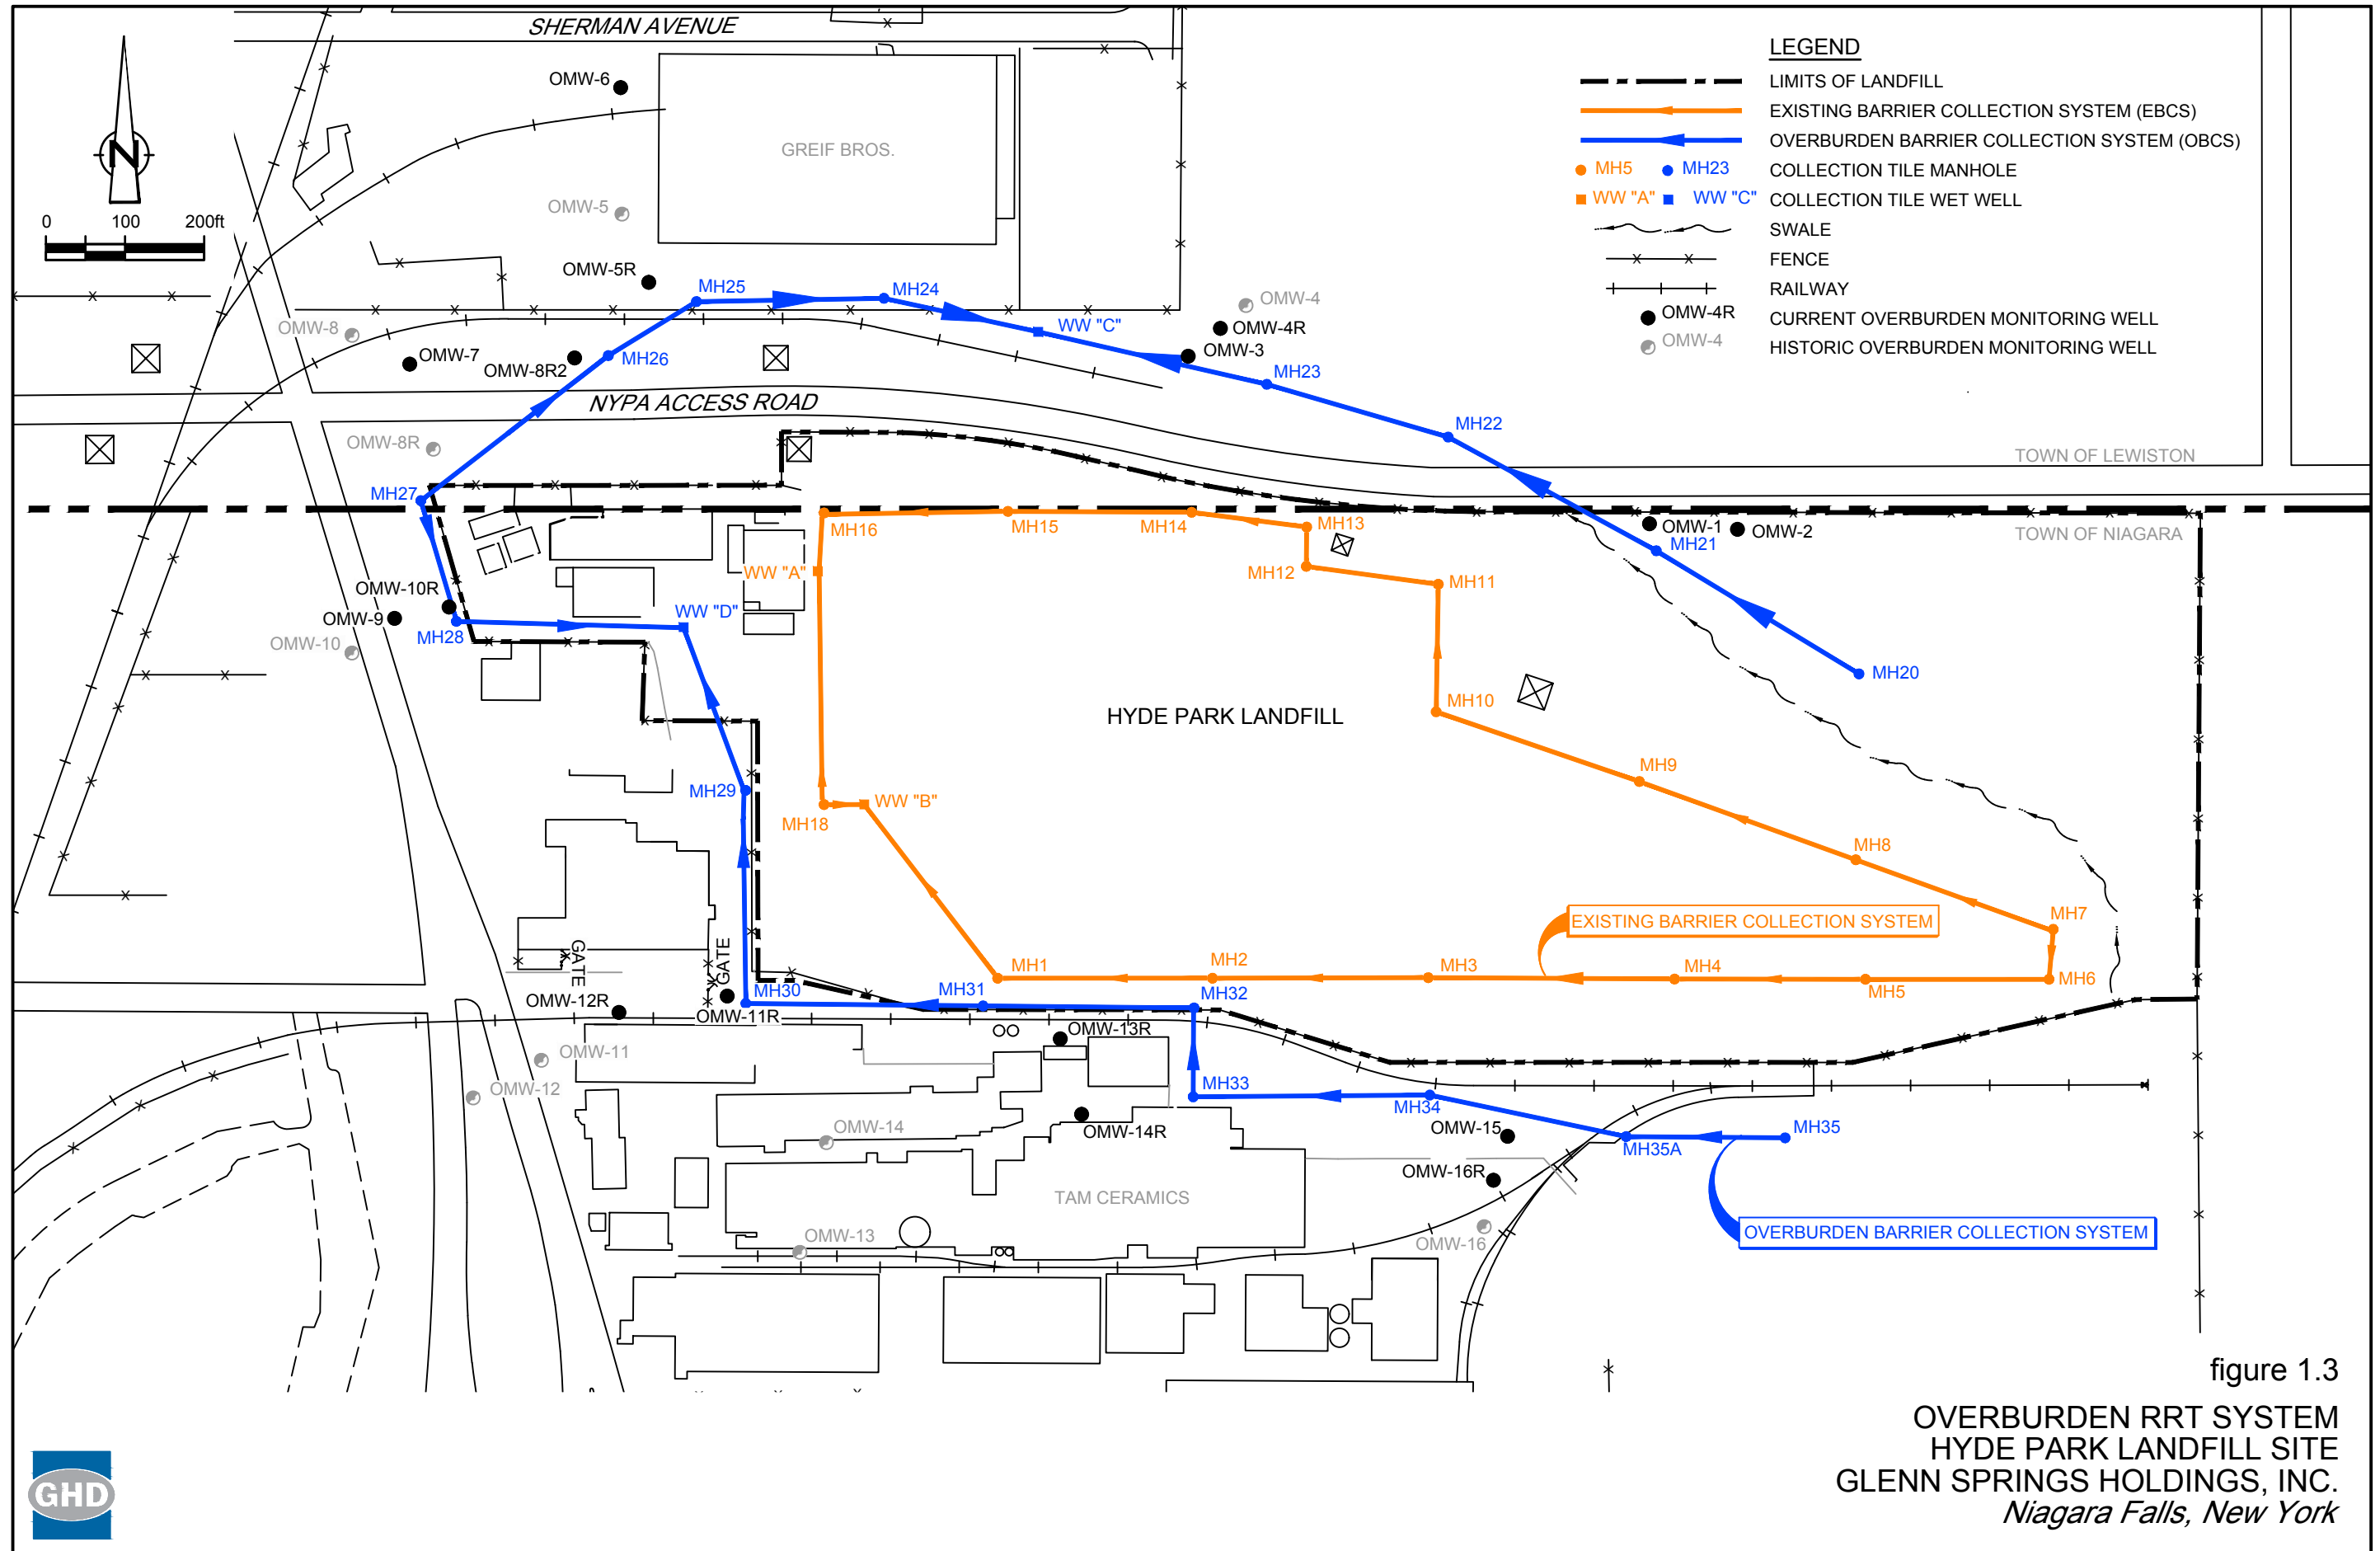 SHERMAN AVENUE
LEGEND
LIMITS OF LANDFILL
EXISTING BARRIER COLLECTION SYSTEM (EBCS)
OVERBURDEN BARRIER COLLECTION SYSTEM (OBCS)
MH5 MH23 COLLECTION TILE MANHOLE
WW "A" WW "C" COLLECTION TILE WET WELL
SWALE
FENCE
RAILWAY
OMW-4R CURRENT OVERBURDEN MONITORING WELL
OMW-4 HISTORIC OVERBURDEN MONITORING WELL
N
0 100 200ft
OMW-6
GREIF BROS.
OMW-5
OMW-5R
MH25
MH24
OMW-4
OMW-8
WW "C"
OMW-4R
OMW-7
OMW-8R2
MH26
OMW-3
MH23
NYPA ACCESS ROAD
MH22
OMW-8R
TOWN OF LEWISTON
MH27
MH16
MH15
MH14
MH13
OMW-1
OMW-2
TOWN OF NIAGARA
MH21
WW "A"
MH12
MH11
OMW-10R
OMW-9
MH28
WW "D"
OMW-10
MH20
MH10
HYDE PARK LANDFILL
MH9
MH29
WW "B"
MH18
MH8
MH7
EXISTING BARRIER COLLECTION SYSTEM
GATE
GATE
MH1
MH2
MH3
MH4
MH5
MH6
MH30
MH31
MH32
OMW-12R
OMW-11R
OMW-13R
OMW-11
OMW-12
MH33
MH34
OMW-14
OMW-14R
OMW-15
MH35A
MH35
OMW-16R
TAM CERAMICS
OMW-13
OMW-16
OVERBURDEN BARRIER COLLECTION SYSTEM
figure 1.3
OVERBURDEN RRT SYSTEM
HYDE PARK LANDFILL SITE
GLENN SPRINGS HOLDINGS, INC.
Niagara Falls, New York
GHD